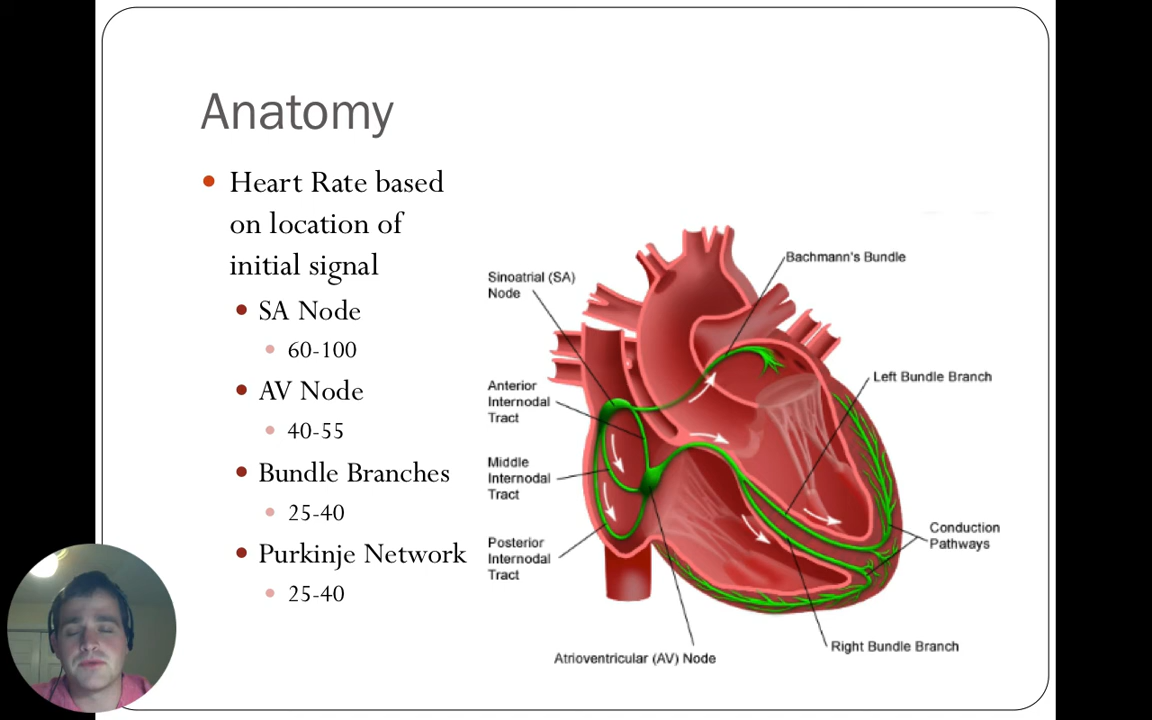 Anatomy
Heart Rate based
on location of
initial signal
SA Node
60-100
AV Node
40-55
Bundle Branches
25-40
Purkinje Network
25-40
Bachmann's Bundle
Sinoatrial (SA)
Node
Left Bundle Branch
Anterior
Internodal
Tract
Middle
Internodal
Tract
Conduction
Pathways
Posterior
Internodal
Tract
Right Bundle Branch
Atrioventricular (AV) Node